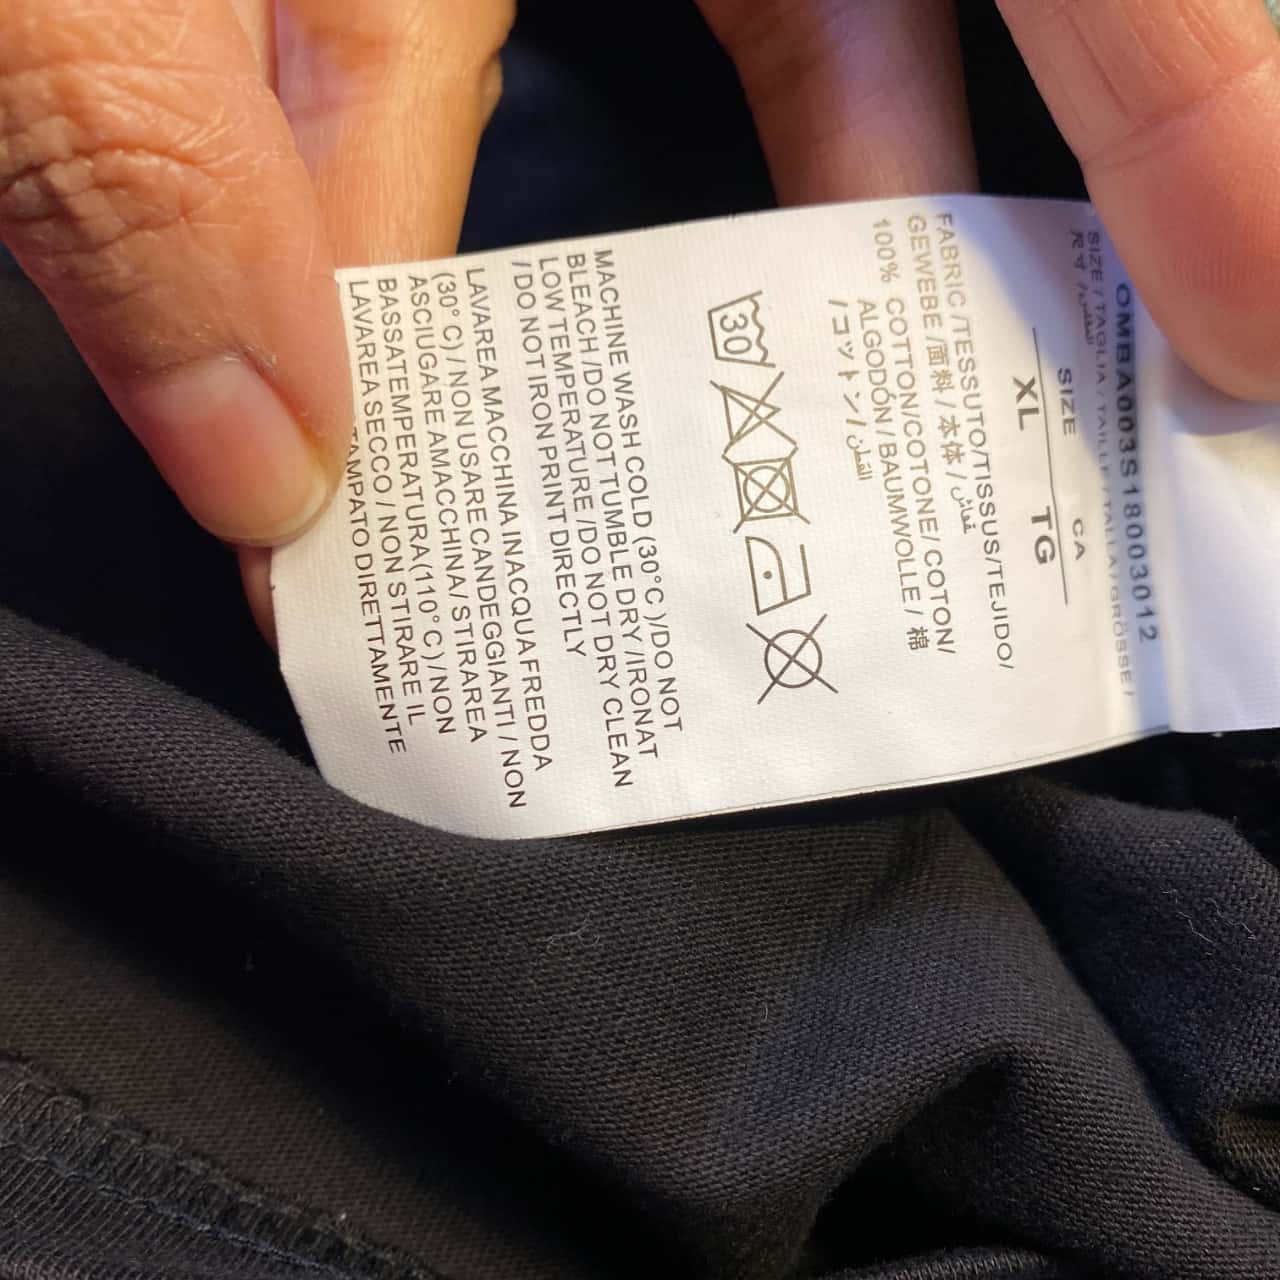 OMBA003S18003012
SIZE / TAGLIA / TAILLE / TALLA / GRÖSSE /
尺寸 / المقاس
SIZE CA
XL TG
FABRIC /TESSUTO/TISSUS/TEJIDO/
GEWEBE /面料 / 本体 / قماش
100% COTTON/COTONE/ COTON/
ALGODÓN / BAUMWOLLE / 棉
/コットン / القطن
30
MACHINE WASH COLD (30°C )/DO NOT
BLEACH /DO NOT TUMBLE DRY /IRONAT
LOW TEMPERATURE /DO NOT DRY CLEAN
/ DO NOT IRON PRINT DIRECTLY
LAVAREA MACCHINA IN ACQUA FREDDA
(30° C) / NON USARE CANDEGGIANTI / NON
ASCIUGARE AMACCHINA/ STIRAREA
BASSATEMPERATURA(110° C) / NON
LAVAREA SECCO / NON STIRARE IL
TAMPATO DIRETTAMENTE